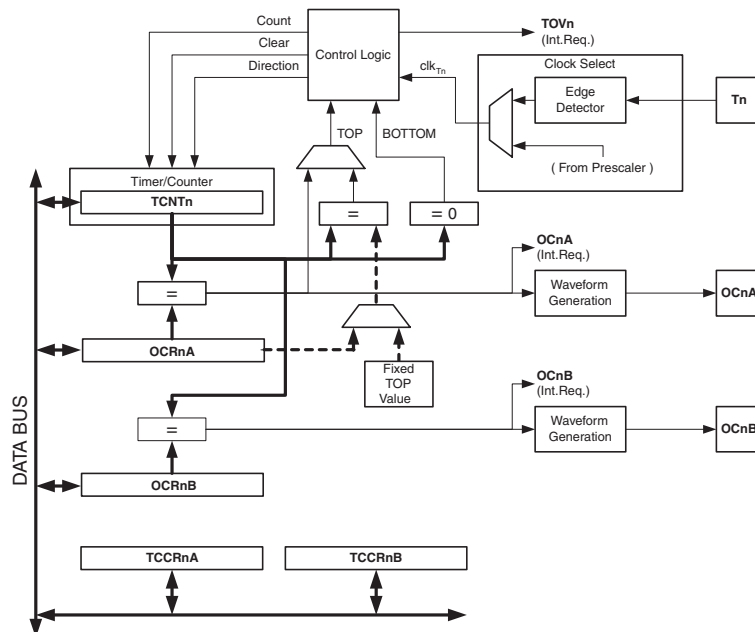 Count
Clear
Direction
Control Logic
TOVn
(Int.Req.)
clkTn
Clock Select
Edge
Detector
Tn
( From Prescaler )
TOP
BOTTOM
Timer/Counter
TCNTn
=
= 0
OCnA
(Int.Req.)
=
Waveform
Generation
OCnA
OCRnA
Fixed
TOP
Value
OCnB
(Int.Req.)
=
Waveform
Generation
OCnB
OCRnB
DATA BUS
TCCRnA
TCCRnB